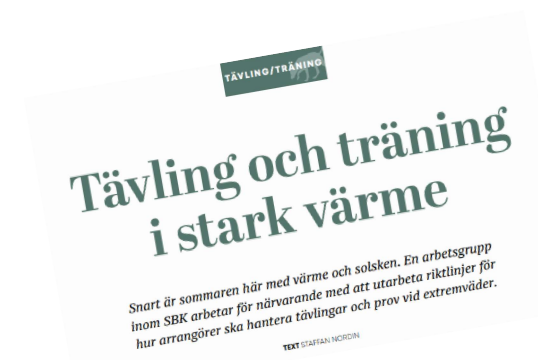 TÄVLING/TRÄNING
Tävling och träning
i stark värme
Snart är sommaren här med värme och solsken. En arbetsgrupp
inom SBK arbetar för närvarande med att utarbeta riktlinjer för
hur arrangörer ska hantera tävlingar och prov vid extremväder.
TEXT STAFFAN NORDIN